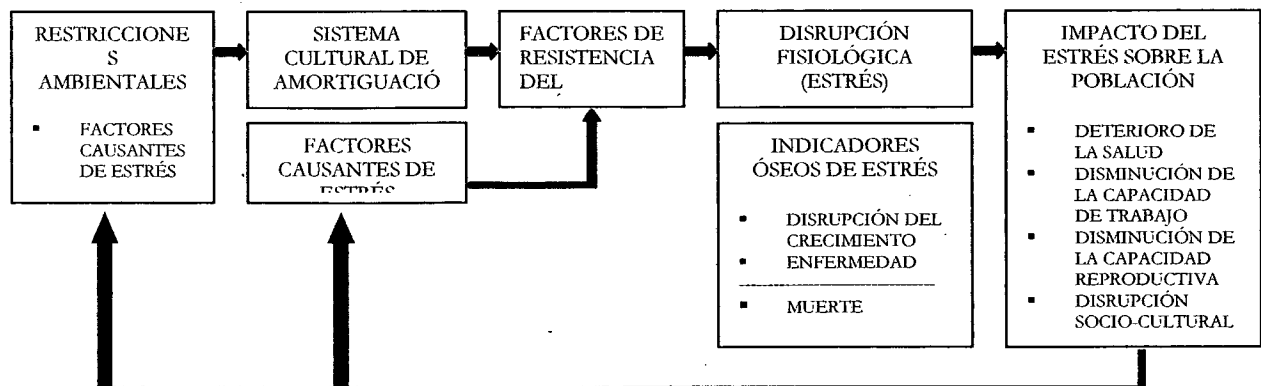 RESTRICCIONE
S
AMBIENTALES
▪ FACTORES
CAUSANTES
DE ESTRÉS
SISTEMA
CULTURAL DE
AMORTIGUACIÓ
FACTORES
CAUSANTES DE
ESTRÉS
FACTORES DE
RESISTENCIA
DEL
DISRUPCIÓN
FISIOLÓGICA
(ESTRÉS)
INDICADORES
ÓSEOS DE ESTRÉS
▪ DISRUPCIÓN DEL
CRECIMIENTO
▪ ENFERMEDAD
▪ MUERTE
IMPACTO DEL
ESTRÉS SOBRE LA
POBLACIÓN
▪ DETERIORO DE
LA SALUD
▪ DISMINUCIÓN DE
LA CAPACIDAD
DE TRABAJO
▪ DISMINUCIÓN DE
LA CAPACIDAD
REPRODUCTIVA
▪ DISRUPCIÓN
SOCIO-CULTURAL